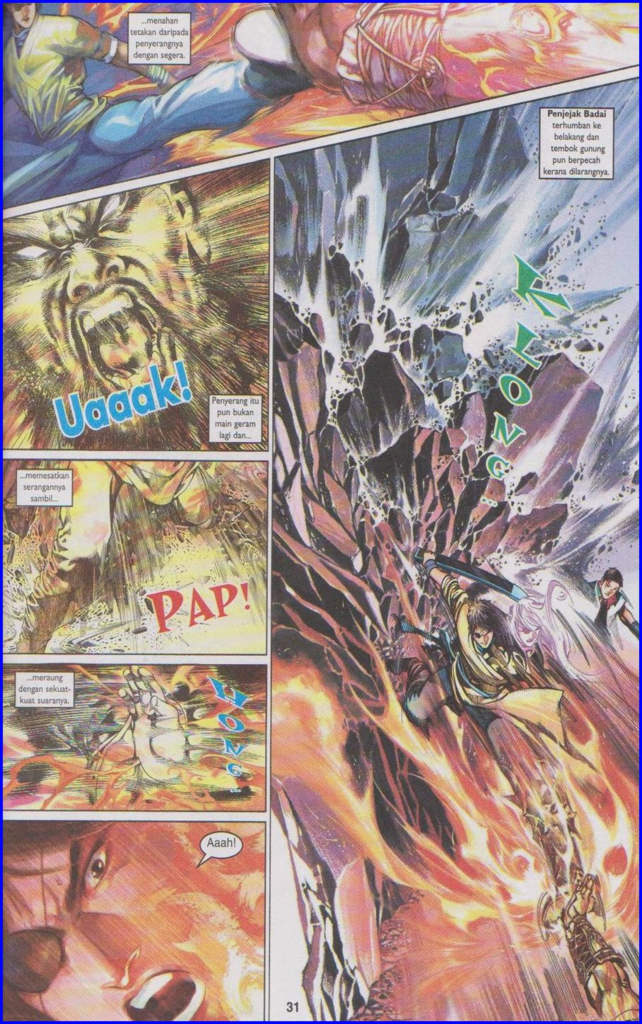 ...menahan
tetakan daripada
penyerangnya
dengan segera.
Penjejak Badai
terhumban ke
belakang dan
tembok gunung
pun berpecah
kerana dilarangnya.
KLONG
Uaaak!
Penyerang itu
pun bukan
main geram
lagi dan...
...memesatkan
serangannya
sambil...
PAP!
...meraung
dengan sekuat-
kuat suaranya.
HONG
Aaah!
31